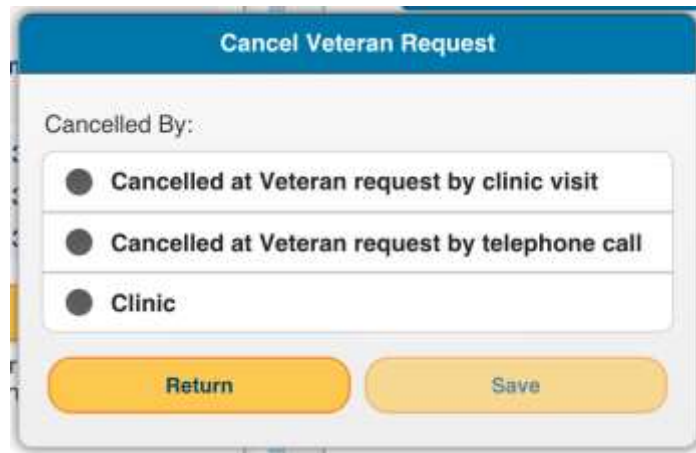 Cancel Veteran Request
Cancelled By:
Cancelled at Veteran request by clinic visit
Cancelled at Veteran request by telephone call
Clinic
Return Save